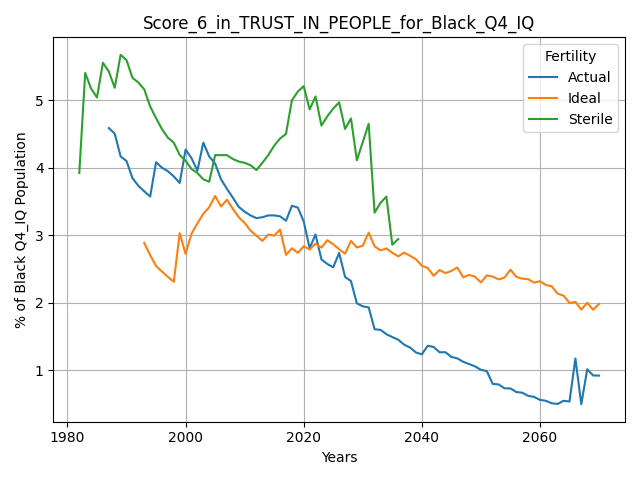 Score_6_in_TRUST_IN_PEOPLE_for_Black_Q4_IQ
Fertility
Actual
Ideal
Sterile
% of Black Q4_IQ Population
5
4
3
2
1
1980 2000 2020 2040 2060
Years